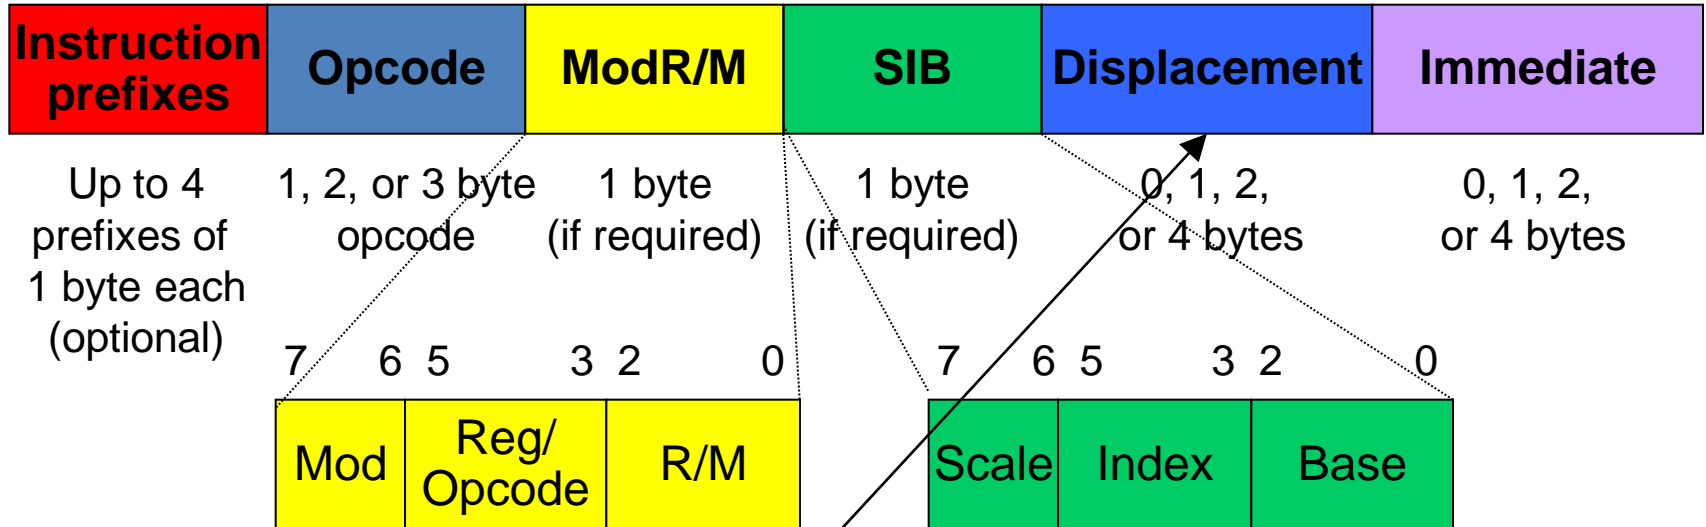 Instruction
prefixes
Opcode
ModR/M
SIB
Displacement
Immediate
Up to 4
prefixes of
1 byte each
(optional)
1, 2, or 3 byte
opcode
1 byte
(if required)
1 byte
(if required)
0, 1, 2,
or 4 bytes
0, 1, 2,
or 4 bytes
7 6 5 3 2 0
7 6 5 3 2 0
Mod
Reg/
Opcode
R/M
Scale
Index
Base